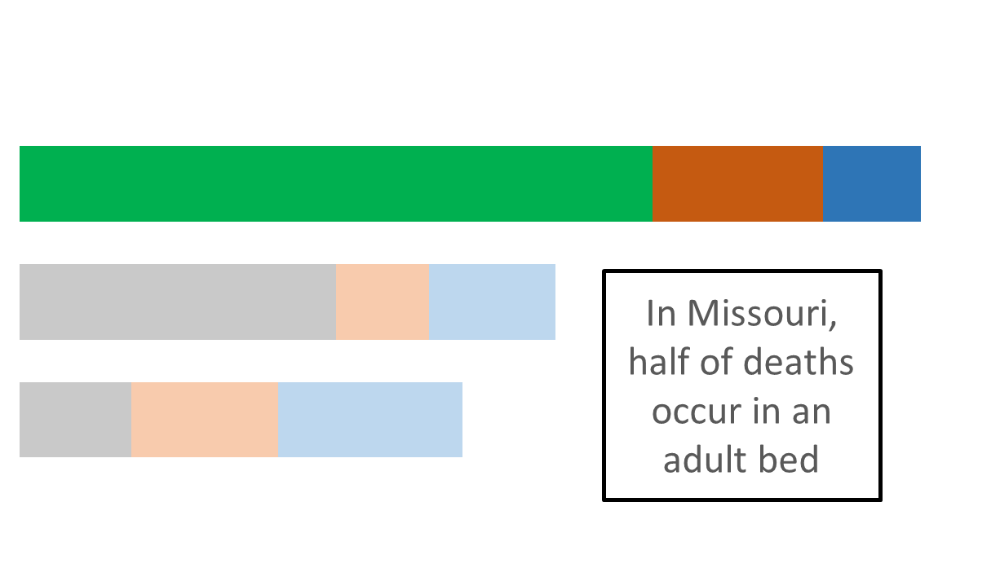 In Missouri,
half of deaths
occur in an
adult bed